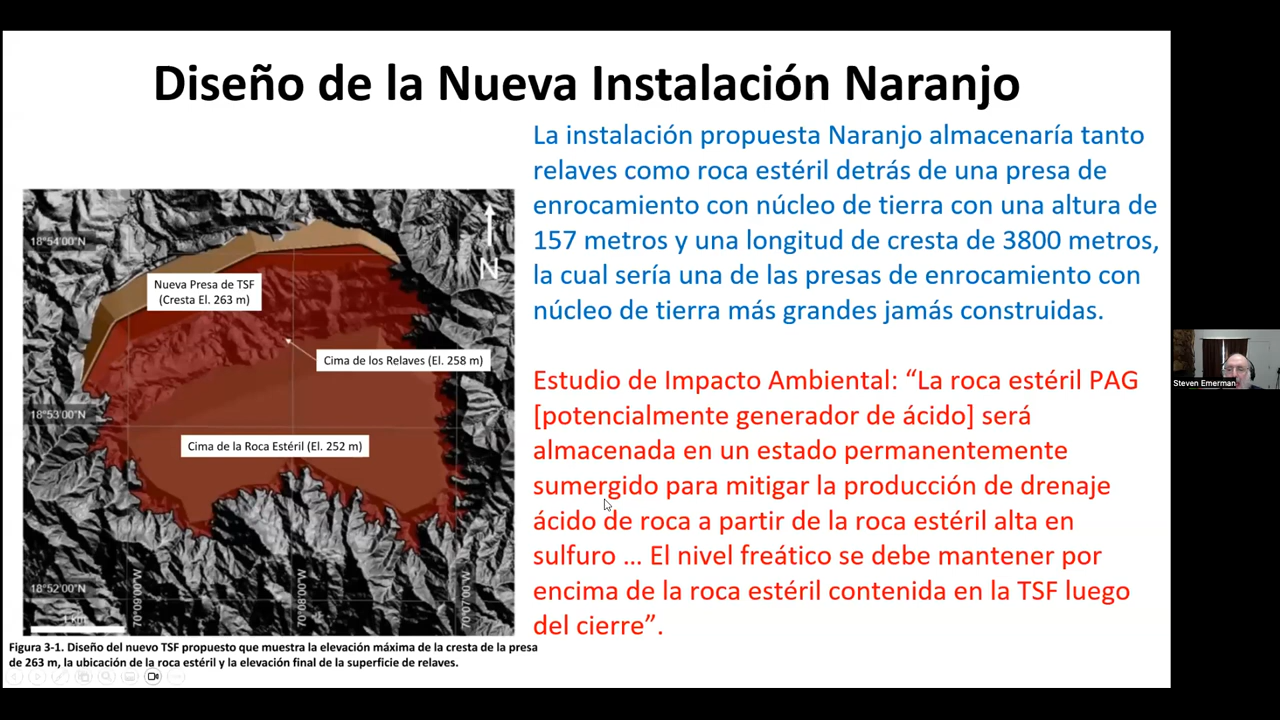 Diseño de la Nueva Instalación Naranjo
La instalación propuesta Naranjo almacenaría tanto
relaves como roca estéril detrás de una presa de
enrocamiento con núcleo de tierra con una altura de
157 metros y una longitud de cresta de 3800 metros,
la cual sería una de las presas de enrocamiento con
núcleo de tierra más grandes jamás construidas.
Estudio de Impacto Ambiental: “La roca estéril PAG
[potencialmente generador de ácido] será
almacenada en un estado permanentemente
sumergido para mitigar la producción de drenaje
ácido de roca a partir de la roca estéril alta en
sulfuro … El nivel freático se debe mantener por
encima de la roca estéril contenida en la TSF luego
del cierre”.
18°54'00"N
N
Nueva Presa de TSF
(Cresta El. 263 m)
Cima de los Relaves (El. 258 m)
18°53'00"N
Cima de la Roca Estéril (El. 252 m)
18°52'00"N
70°09'00"W
70°08'00"W
70°07'00"W
1 km
Figura 3-1. Diseño del nuevo TSF propuesto que muestra la elevación máxima de la cresta de la presa
de 263 m, la ubicación de la roca estéril y la elevación final de la superficie de relaves.
Steven Emerman